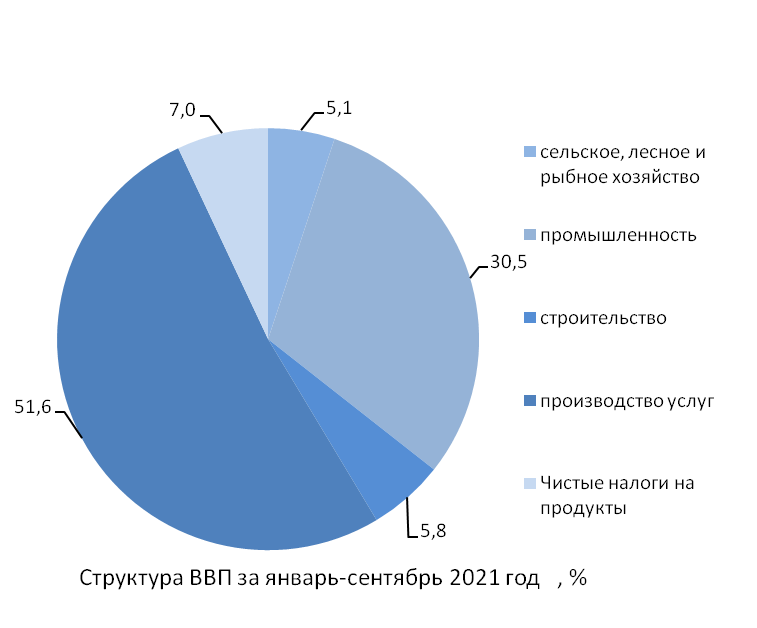 7,0
5,1
сельское, лесное и
рыбное хозяйство
промышленность
30,5
строительство
производство услуг
51,6
Чистые налоги на
продукты
5,8
Структура ВВП за январь-сентябрь 2021 год , %